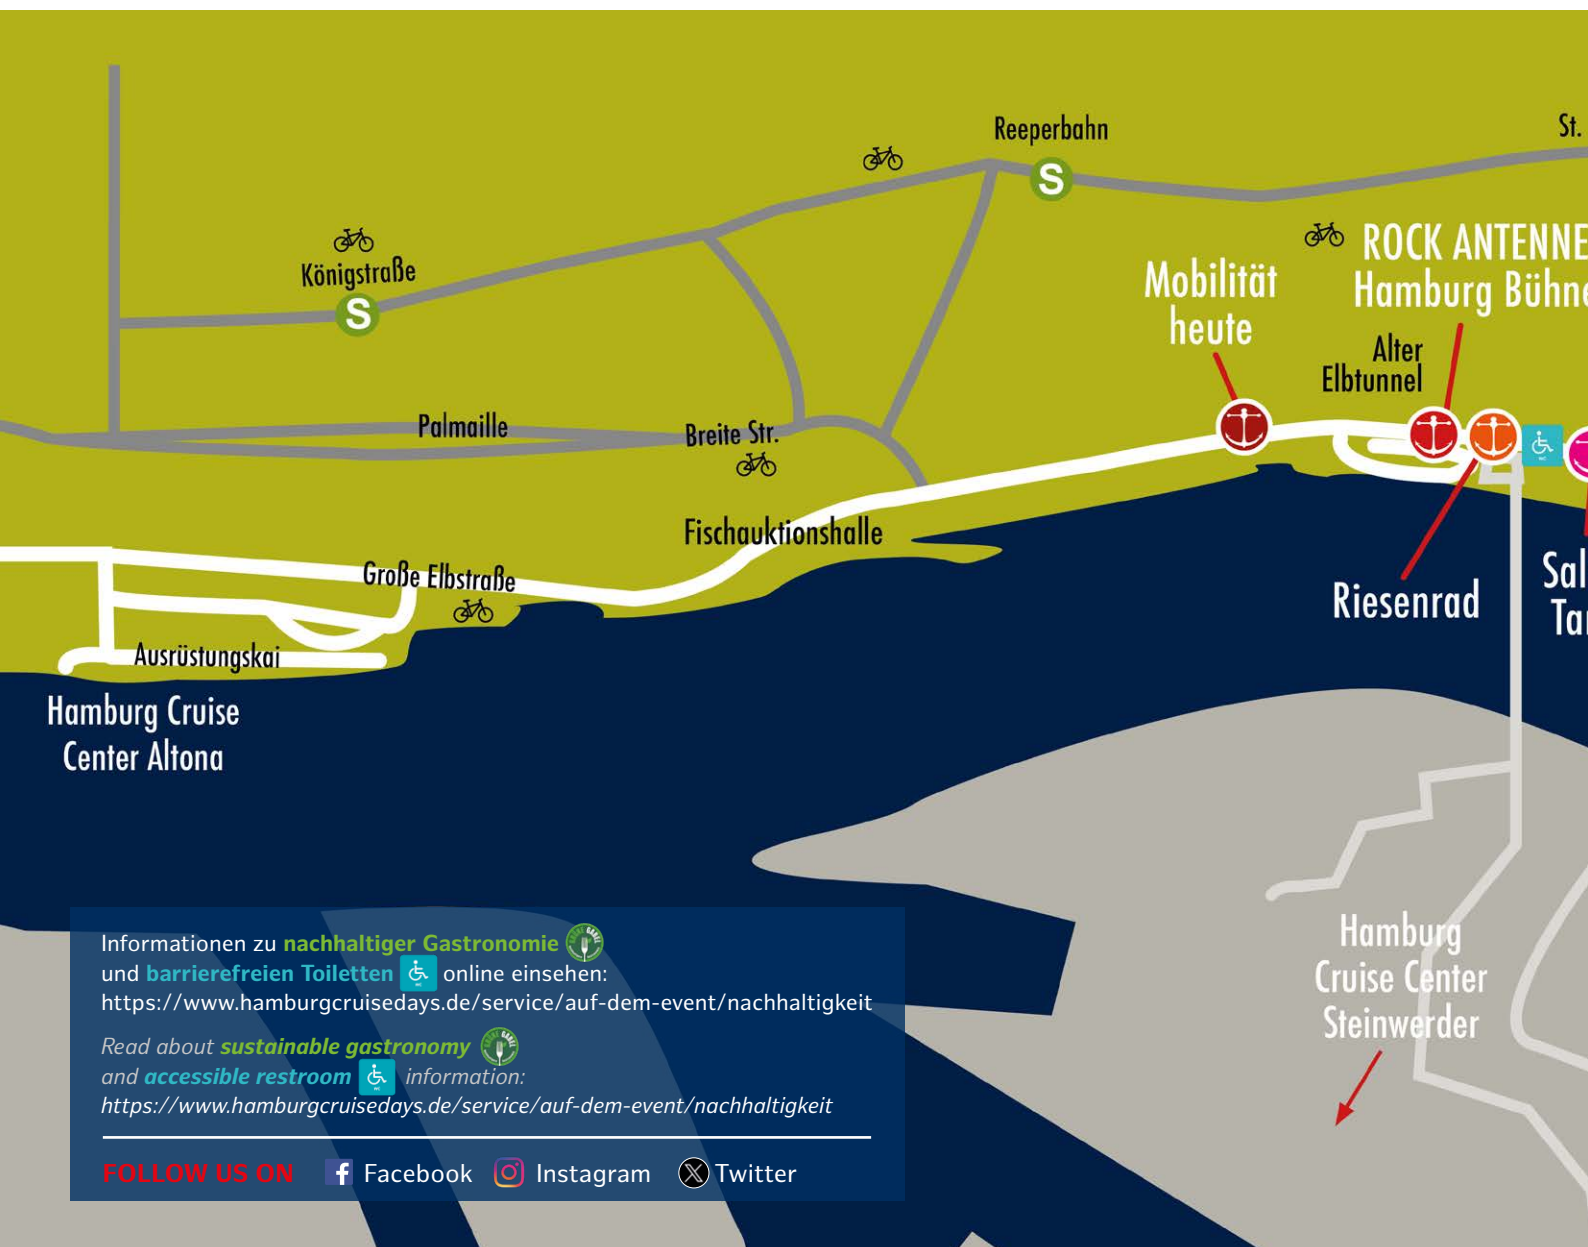 Reeperbahn
St.
S
ROCK ANTENNE
Hamburg Bühne
Königstraße
S
Mobilität
heute
Alter
Elbtunnel
Palmaille
Breite Str.
Fischauktionshalle
Große Elbstraße
Riesenrad
Sal
Tar
Ausrüstungskai
Hamburg Cruise
Center Altona
Hamburg
Cruise Center
Steinwerder
Informationen zu nachhaltiger Gastronomie
und barrierefreien Toiletten online einsehen:
https://www.hamburgcruisedays.de/service/auf-dem-event/nachhaltigkeit
Read about sustainable gastronomy
and accessible restroom information:
https://www.hamburgcruisedays.de/service/auf-dem-event/nachhaltigkeit
FOLLOW US ON Facebook Instagram Twitter